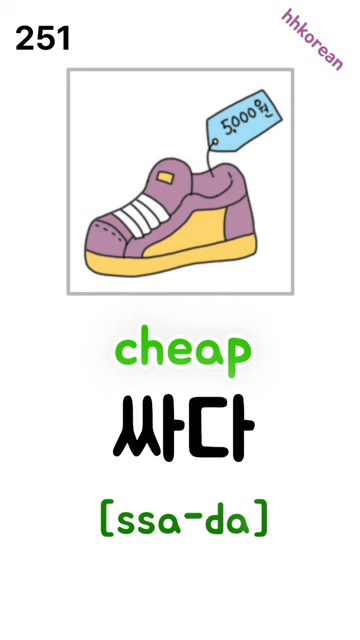 251
hhkorean
5,000원
cheap
싸다
[ssa-da]